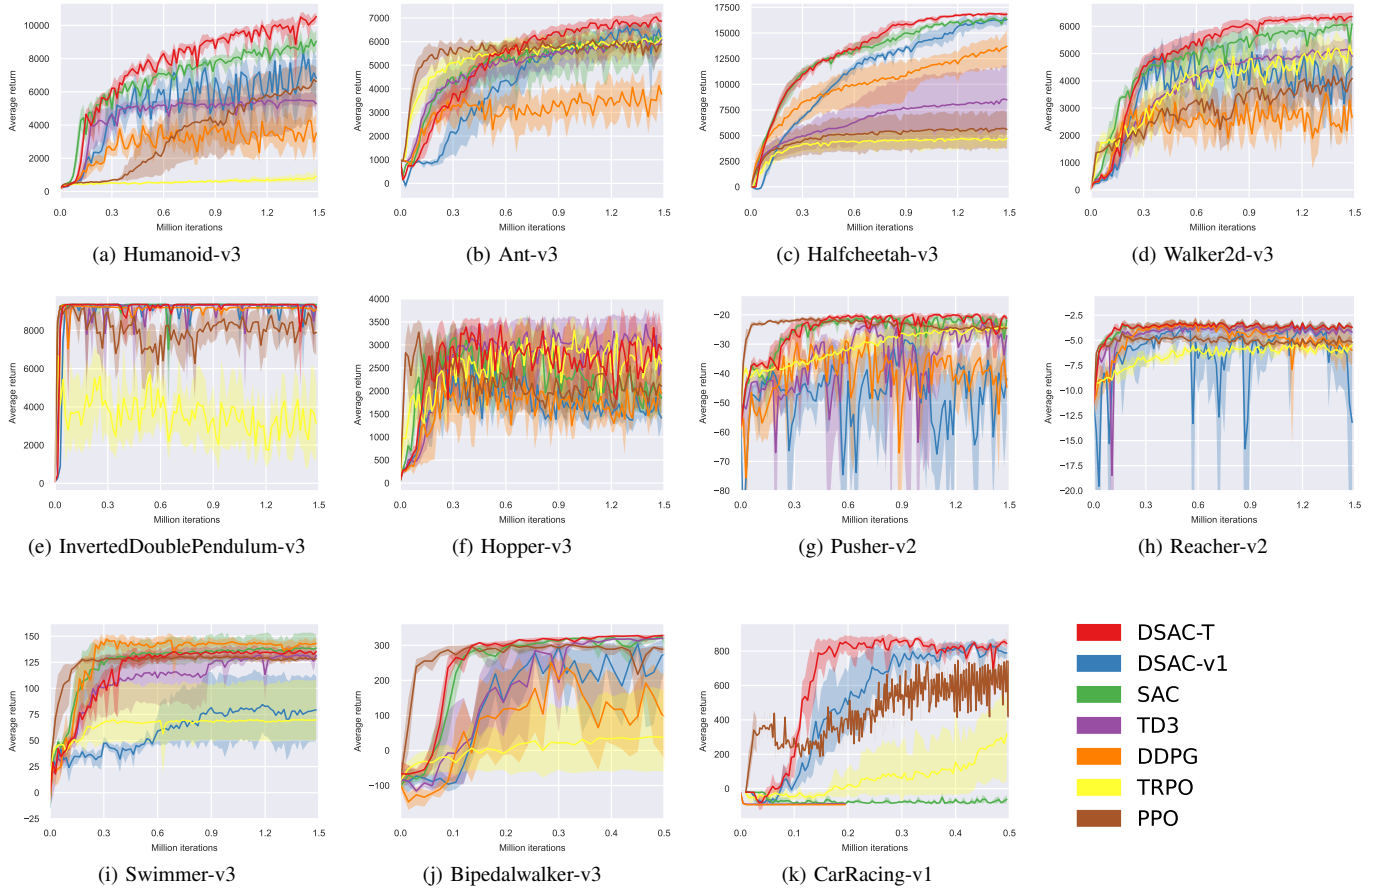 10000
8000
6000
4000
2000
0
Average return
0.0 0.3 0.6 0.9 1.2 1.5
Million iterations
(a) Humanoid-v3
7000
6000
5000
4000
3000
2000
1000
0
Average return
0.0 0.3 0.6 0.9 1.2 1.5
Million iterations
(b) Ant-v3
17500
15000
12500
10000
7500
5000
2500
0
Average return
0.0 0.3 0.6 0.9 1.2 1.5
Million iterations
(c) Halfcheetah-v3
6000
5000
4000
3000
2000
1000
0
Average return
0.0 0.3 0.6 0.9 1.2 1.5
Million iterations
(d) Walker2d-v3
8000
6000
4000
2000
0
Average return
0.0 0.3 0.6 0.9 1.2 1.5
Million iterations
(e) InvertedDoublePendulum-v3
4000
3500
3000
2500
2000
1500
1000
500
0
Average return
0.0 0.3 0.6 0.9 1.2 1.5
Million iterations
(f) Hopper-v3
−20
−30
−40
−50
−60
−70
−80
Average return
0.0 0.3 0.6 0.9 1.2 1.5
Million iterations
(g) Pusher-v2
−2.5
−5.0
−7.5
−10.0
−12.5
−15.0
−17.5
−20.0
Average return
0.0 0.3 0.6 0.9 1.2 1.5
Million iterations
(h) Reacher-v2
150
125
100
75
50
25
0
−25
Average return
0.0 0.3 0.6 0.9 1.2 1.5
Million iterations
(i) Swimmer-v3
300
200
100
0
−100
Average return
0.0 0.1 0.2 0.3 0.4 0.5
Million iterations
(j) Bipedalwalker-v3
800
600
400
200
0
Average return
0.0 0.1 0.2 0.3 0.4 0.5
Million iterations
(k) CarRacing-v1
DSAC-T
DSAC-v1
SAC
TD3
DDPG
TRPO
PPO